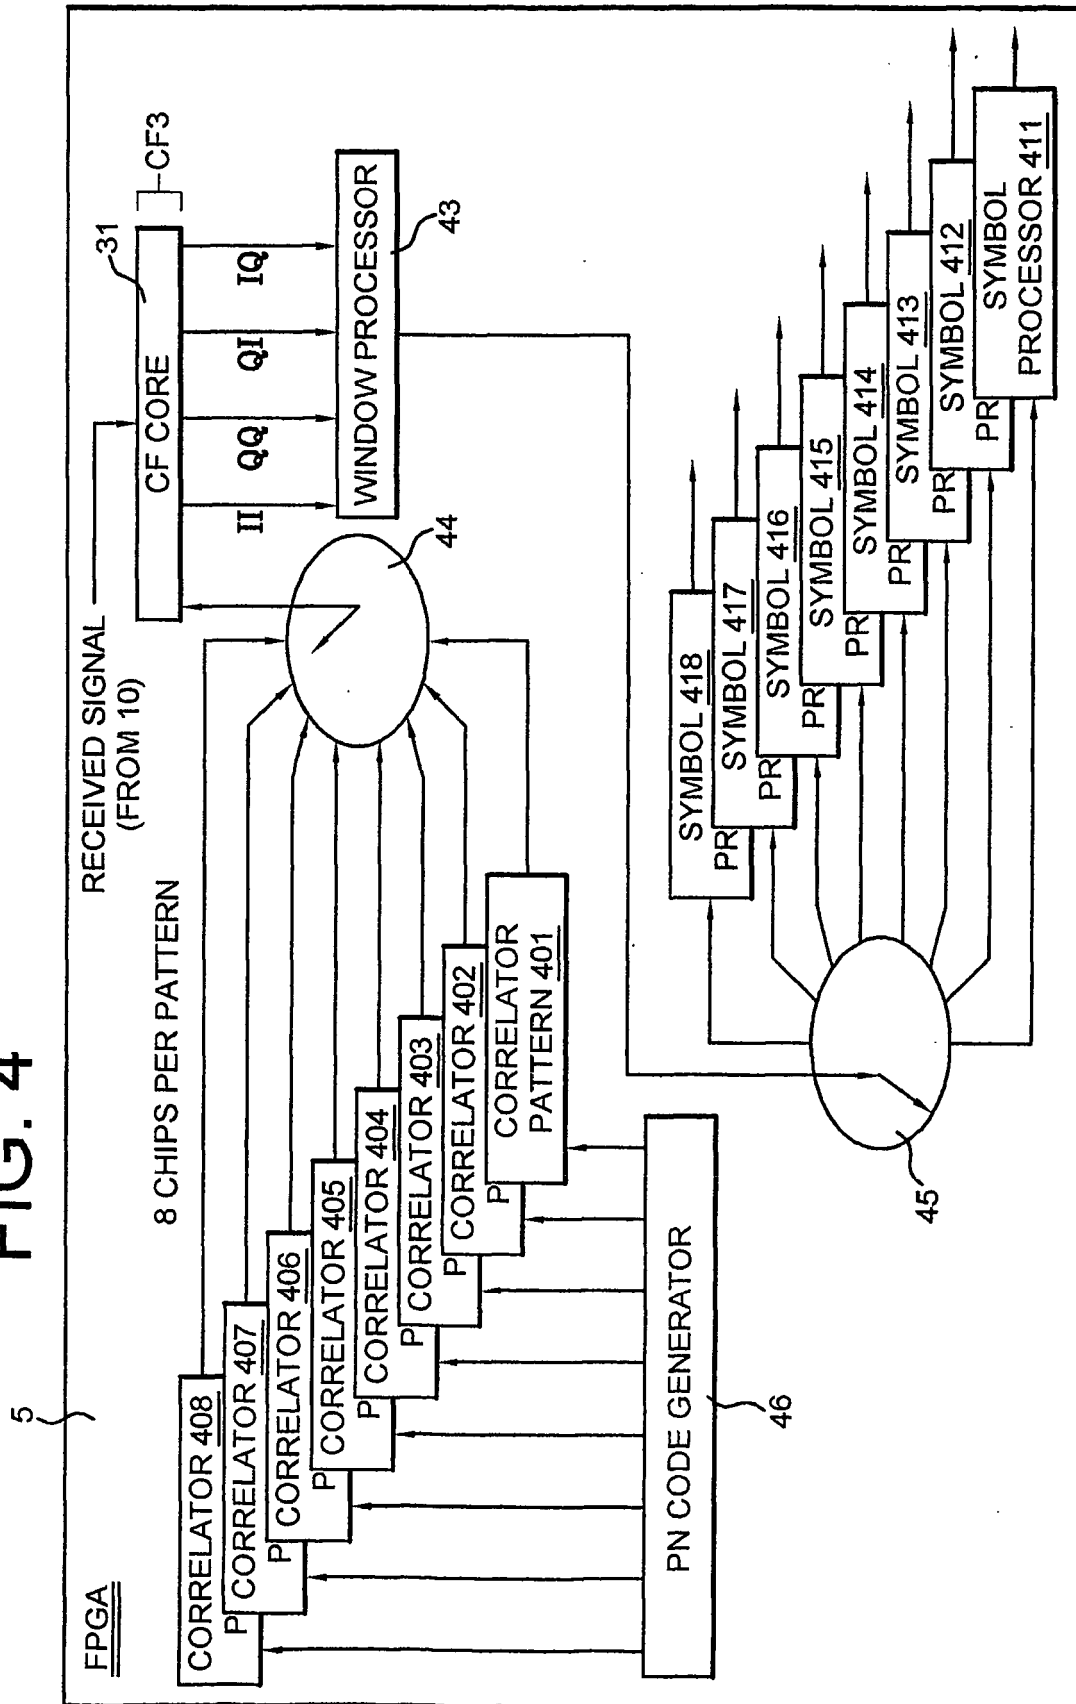 FIG. 4
FPGA
5
8 CHIPS PER PATTERN
RECEIVED SIGNAL
(FROM 10)
CF CORE
31
CF3
II
QQ
QI
IQ
WINDOW PROCESSOR
43
44
CORRELATOR 408
P
CORRELATOR 407
P
CORRELATOR 406
P
CORRELATOR 405
P
CORRELATOR 404
P
CORRELATOR 403
P
CORRELATOR 402
P
CORRELATOR
PATTERN 401
PN CODE GENERATOR
46
45
SYMBOL 418
PR
SYMBOL 417
PR
SYMBOL 416
PR
SYMBOL 415
PR
SYMBOL 414
PR
SYMBOL 413
PR
SYMBOL 412
PR
SYMBOL
PROCESSOR 411